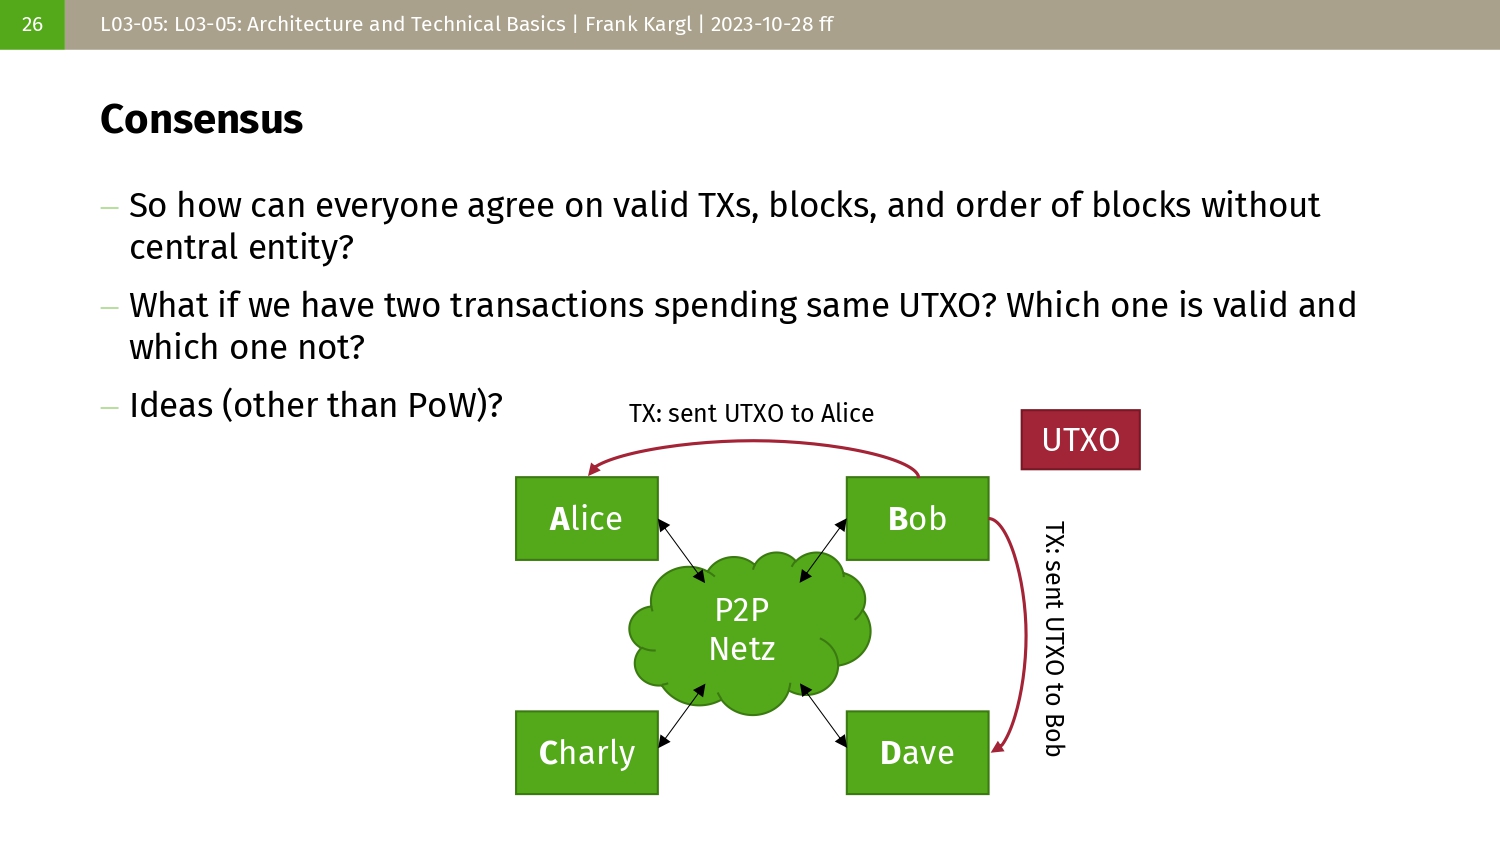 26
L03-05: L03-05: Architecture and Technical Basics | Frank Kargl | 2023-10-28 ff
Consensus
– So how can everyone agree on valid TXs, blocks, and order of blocks without
central entity?
– What if we have two transactions spending same UTXO? Which one is valid and
which one not?
– Ideas (other than PoW)?
TX: sent UTXO to Alice
UTXO
Alice
Bob
TX: sent UTXO to Bob
P2P
Netz
Charly
Dave